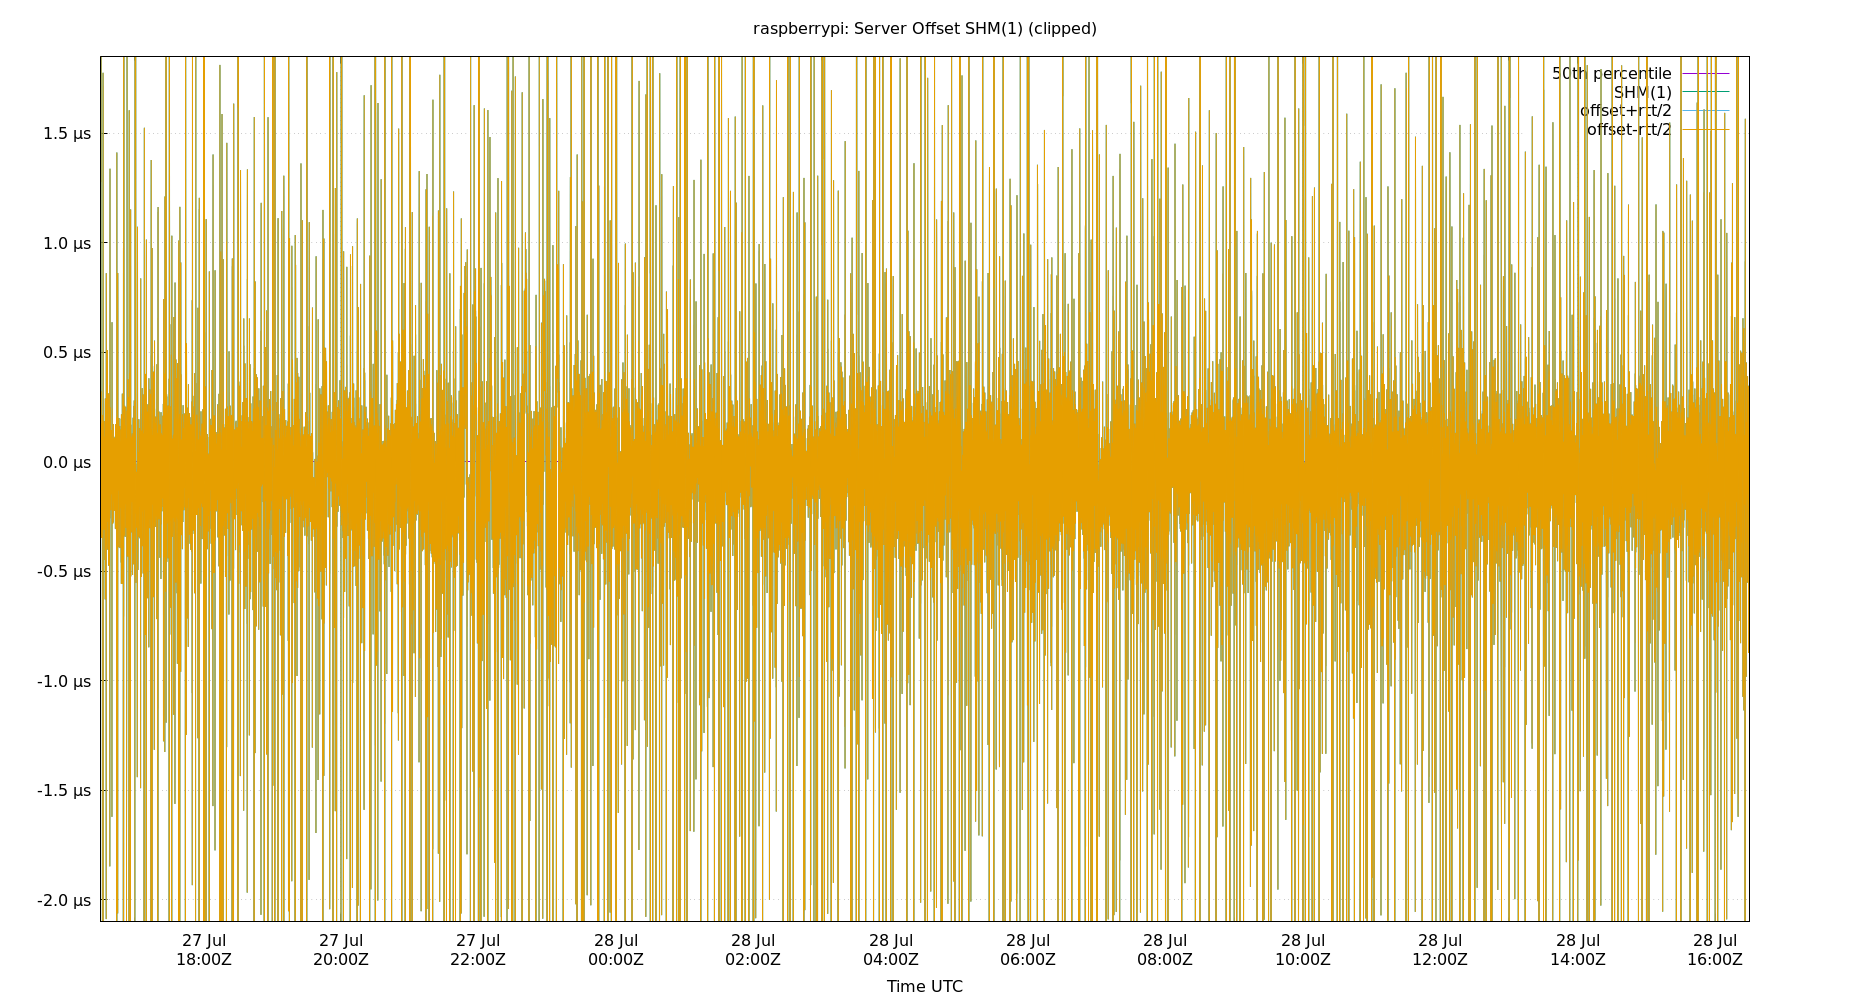 raspberrypi: Server Offset SHM(1) (clipped)
50th percentile
SHM(1)
offset+rtt/2
offset-rtt/2
1.5 µs
1.0 µs
0.5 µs
0.0 µs
-0.5 µs
-1.0 µs
-1.5 µs
-2.0 µs
27 Jul 27 Jul 27 Jul 28 Jul 28 Jul 28 Jul 28 Jul 28 Jul 28 Jul 28 Jul 28 Jul 28 Jul
18:00Z 20:00Z 22:00Z 00:00Z 02:00Z 04:00Z 06:00Z 08:00Z 10:00Z 12:00Z 14:00Z 16:00Z
Time UTC